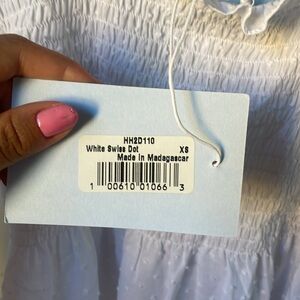 HH2D110
White Swiss Dot XS
Made In Madagascar
1 00610 01066 3